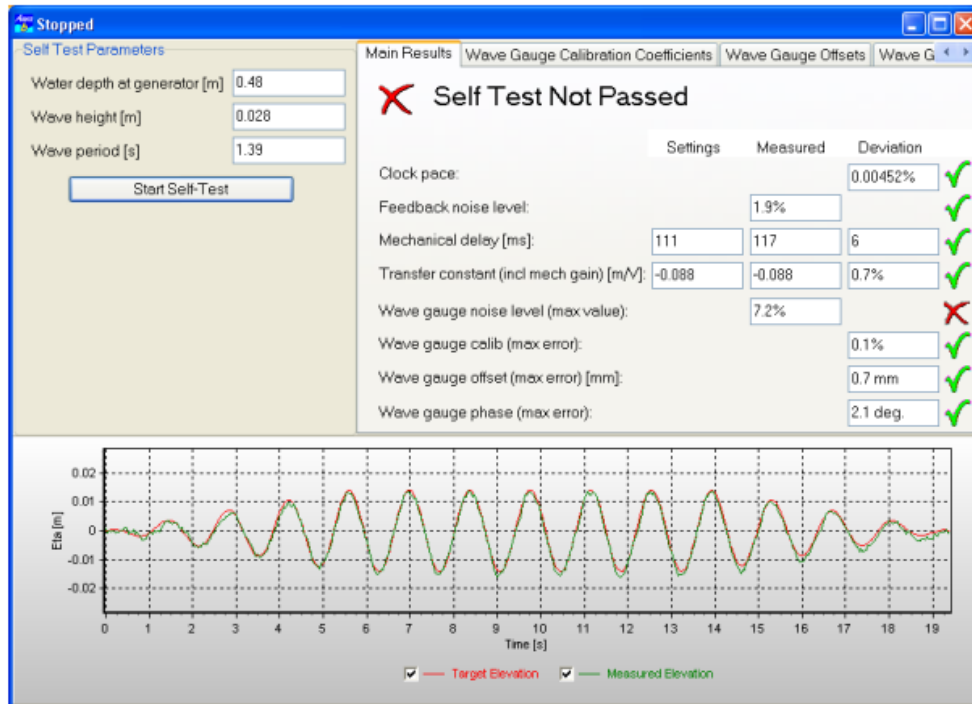 Stopped
Self Test Parameters
Water depth at generator [m] 0.48
Wave height [m] 0.028
Wave period [s] 1.39
Start Self-Test
Main Results Wave Gauge Calibration Coefficients Wave Gauge Offsets Wave G
Self Test Not Passed
Settings Measured Deviation
Clock pace: 0.00452%
Feedback noise level: 1.9%
Mechanical delay [ms]: 111 117 6
Transfer constant (incl mech gain) [m/V]: -0.088 -0.088 0.7%
Wave gauge noise level (max value): 7.2%
Wave gauge calib (max error): 0.1%
Wave gauge offset (max error) [mm]: 0.7 mm
Wave gauge phase (max error): 2.1 deg.
0.02
0.01
0
-0.01
-0.02
Eta [m]
0 1 2 3 4 5 6 7 8 9 10 11 12 13 14 15 16 17 18 19
Time [s]
Target Elevation Measured Elevation